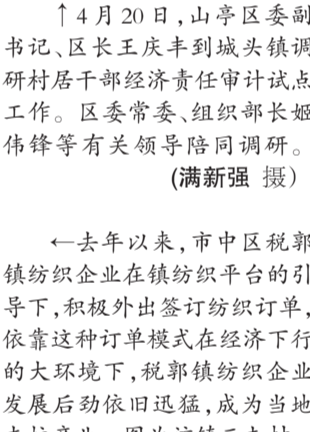 ↑4月20日,山亭区委副
书记、区长王庆丰到城头镇调
研村居干部经济责任审计试点
工作。区委常委、组织部长姬
伟锋等有关领导陪同调研。
(满新强 摄)
←去年以来,市中区税郭
镇纺织企业在镇纺织平台的引
导下,积极外出签订纺织订单,
依靠这种订单模式在经济下行
的大环境下,税郭镇纺织企业
发展后劲依旧迅猛,成为当地